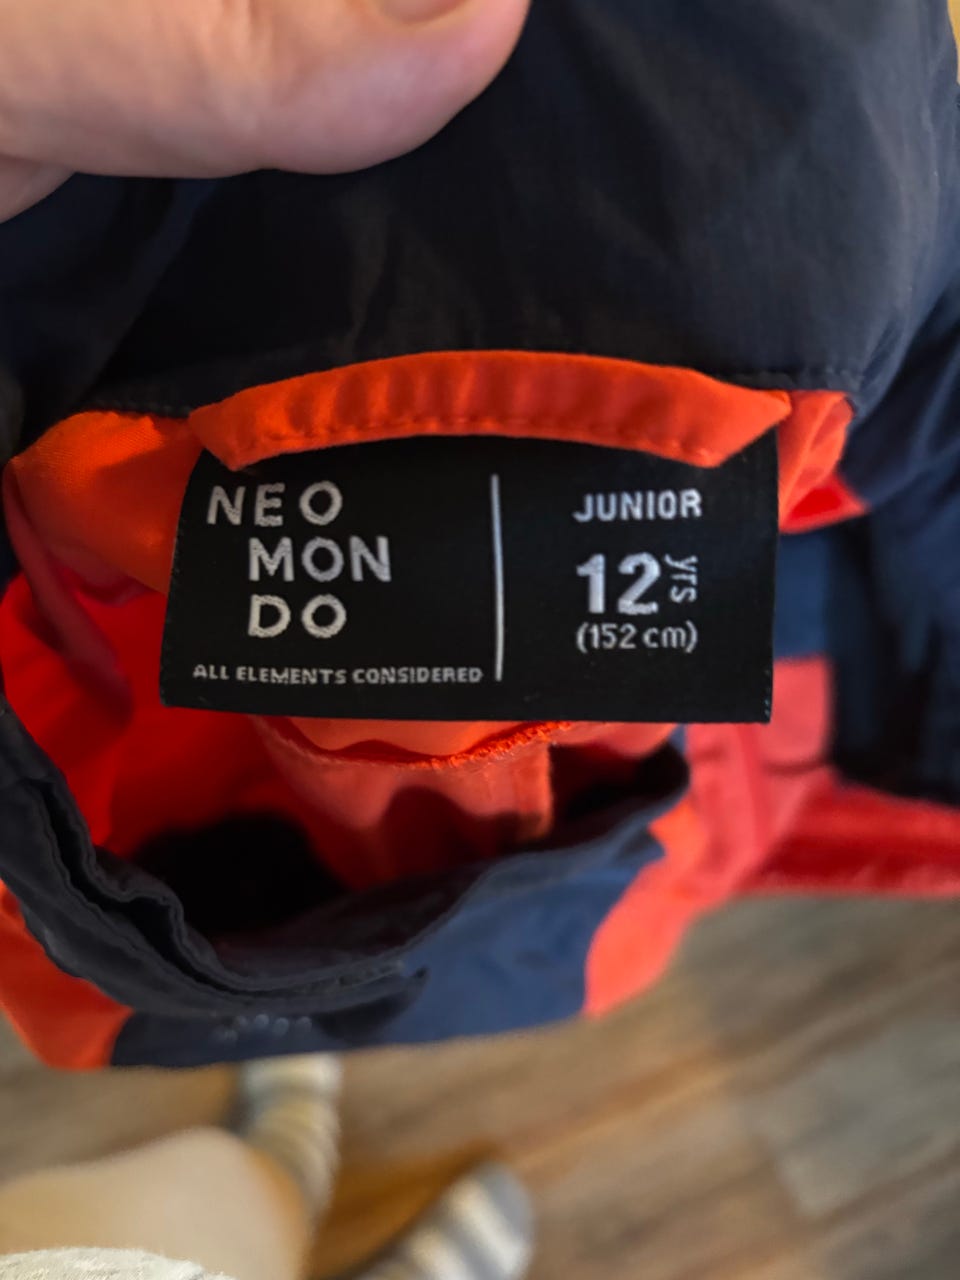 NEO
MON
DO
ALL ELEMENTS CONSIDERED
JUNIOR
12 yrs
(152 cm)